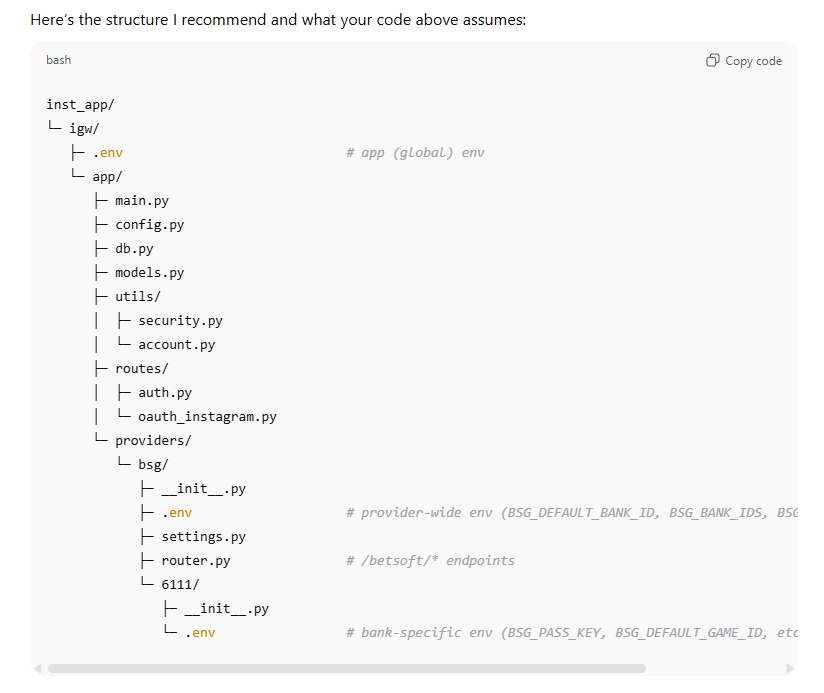 Here's the structure I recommend and what your code above assumes:
bash
Copy code
inst_app/
└─ igw/
├─ .env # app (global) env
└─ app/
├─ main.py
├─ config.py
├─ db.py
├─ models.py
├─ utils/
│ ├─ security.py
│ └─ account.py
├─ routes/
│ ├─ auth.py
│ └─ oauth_instagram.py
└─ providers/
└─ bsg/
├─ __init__.py
├─ .env # provider-wide env (BSG_DEFAULT_BANK_ID, BSG_BANK_IDS, BSG
├─ settings.py
├─ router.py # /betsoft/* endpoints
└─ 6111/
├─ __init__.py
└─ .env # bank-specific env (BSG_PASS_KEY, BSG_DEFAULT_GAME_ID, etc